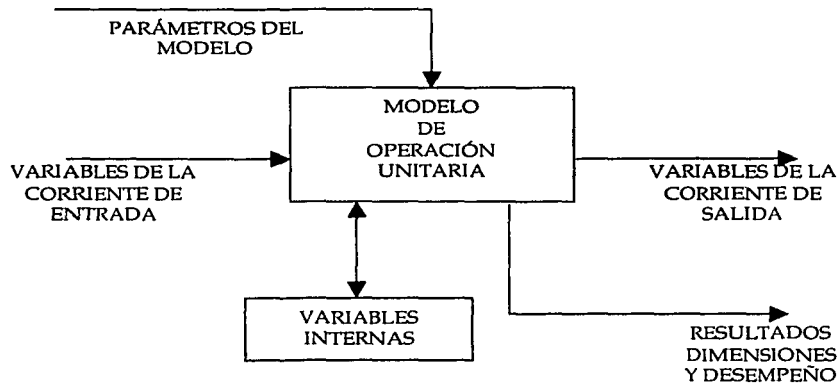 PARÁMETROS DEL
MODELO
MODELO
DE
OPERACIÓN
UNITARIA
VARIABLES DE LA
CORRIENTE DE
ENTRADA
VARIABLES DE LA
CORRIENTE DE
SALIDA
VARIABLES
INTERNAS
RESULTADOS
DIMENSIONES
Y DESEMPEÑO